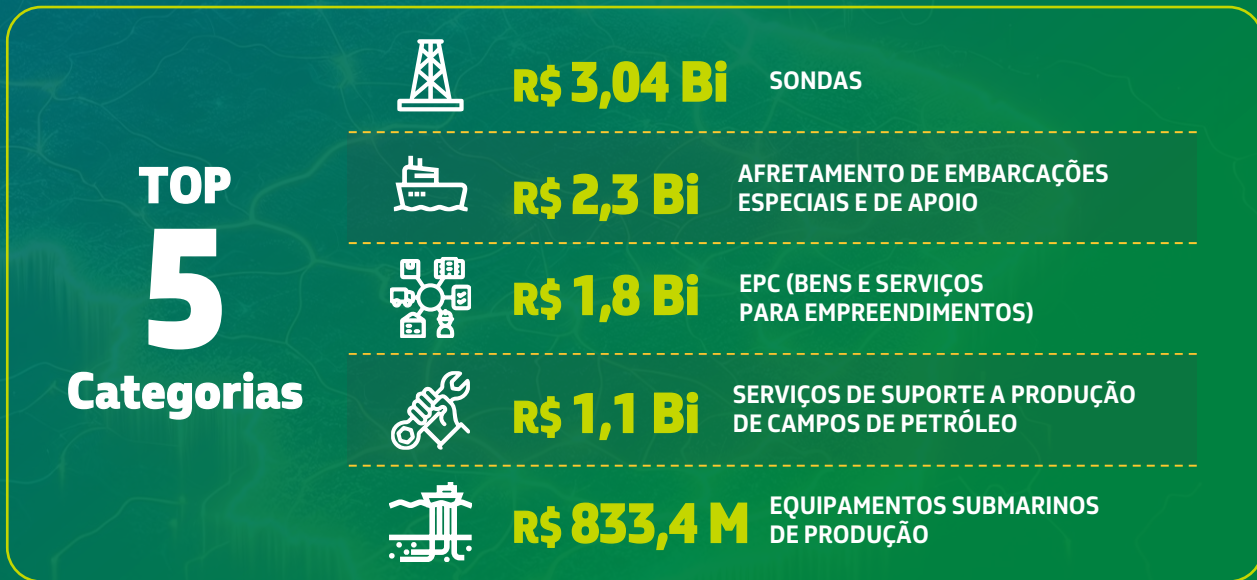 TOP
5
Categorias
R$ 3,04 Bi
SONDAS
R$ 2,3 Bi
AFRETAMENTO DE EMBARCAÇÕES
ESPECIAIS E DE APOIO
R$ 1,8 Bi
EPC (BENS E SERVIÇOS
PARA EMPREENDIMENTOS)
R$ 1,1 Bi
SERVIÇOS DE SUPORTE A PRODUÇÃO
DE CAMPOS DE PETRÓLEO
R$ 833,4 M
EQUIPAMENTOS SUBMARINOS
DE PRODUÇÃO